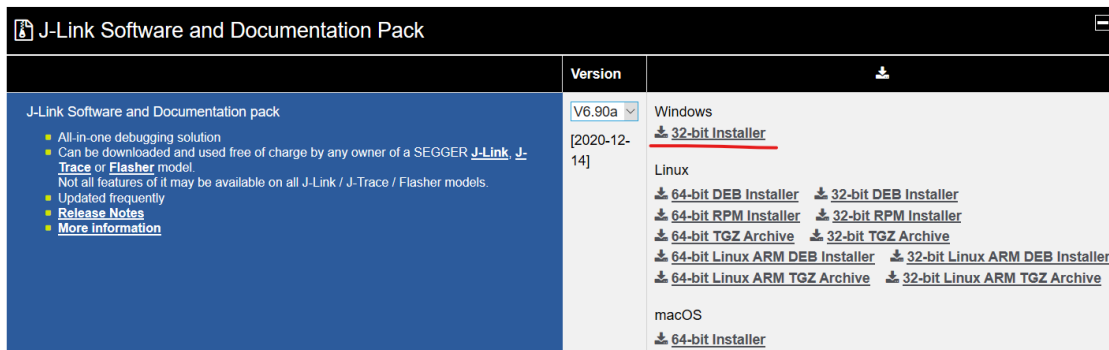 J-Link Software and Documentation Pack
Version
J-Link Software and Documentation pack
All-in-one debugging solution
Can be downloaded and used free of charge by any owner of a SEGGER J-Link, J-
Trace or Flasher model.
Not all features of it may be available on all J-Link / J-Trace / Flasher models.
Updated frequently
Release Notes
More information
V6.90a
[2020-12-
14]
Windows
32-bit Installer
Linux
64-bit DEB Installer 32-bit DEB Installer
64-bit RPM Installer 32-bit RPM Installer
64-bit TGZ Archive 32-bit TGZ Archive
64-bit Linux ARM DEB Installer 32-bit Linux ARM DEB Installer
64-bit Linux ARM TGZ Archive 32-bit Linux ARM TGZ Archive
macOS
64-bit Installer